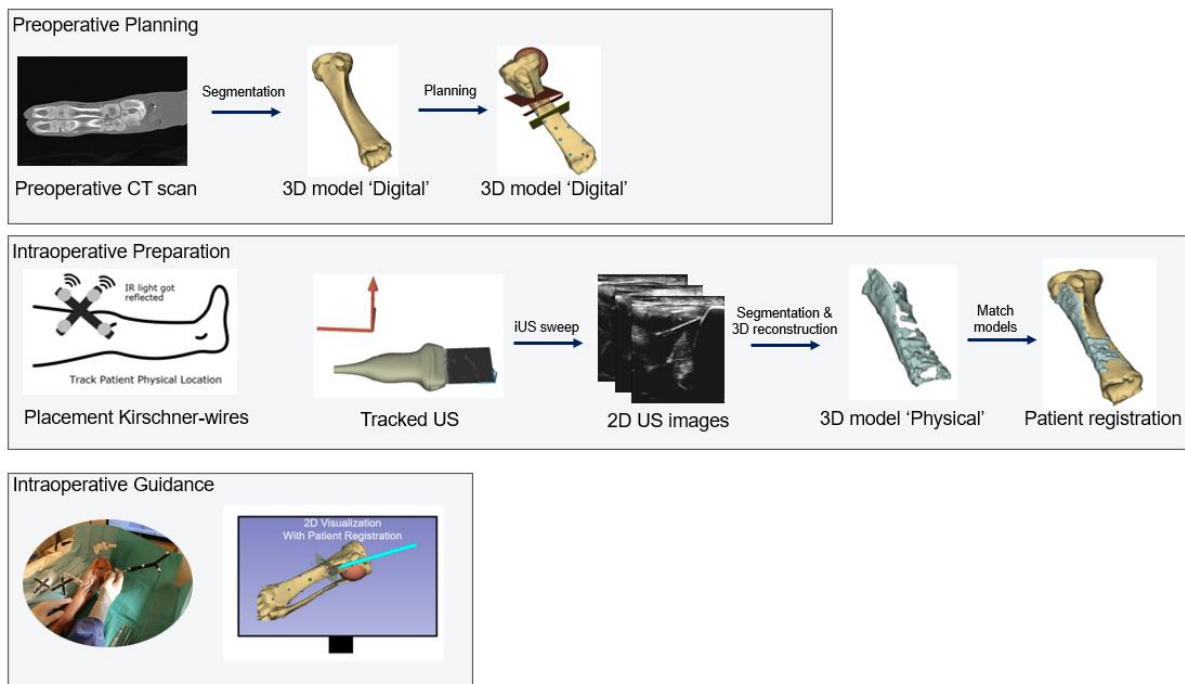 Preoperative Planning
Segmentation
Planning
Preoperative CT scan
3D model ‘Digital’
3D model ‘Digital’
Intraoperative Preparation
IR light got
reflected
Track Patient Physical Location
iUS sweep
Segmentation &
3D reconstruction
Match
models
Placement Kirschner-wires
Tracked US
2D US images
3D model ‘Physical’
Patient registration
Intraoperative Guidance
2D Visualization
With Patient Registration